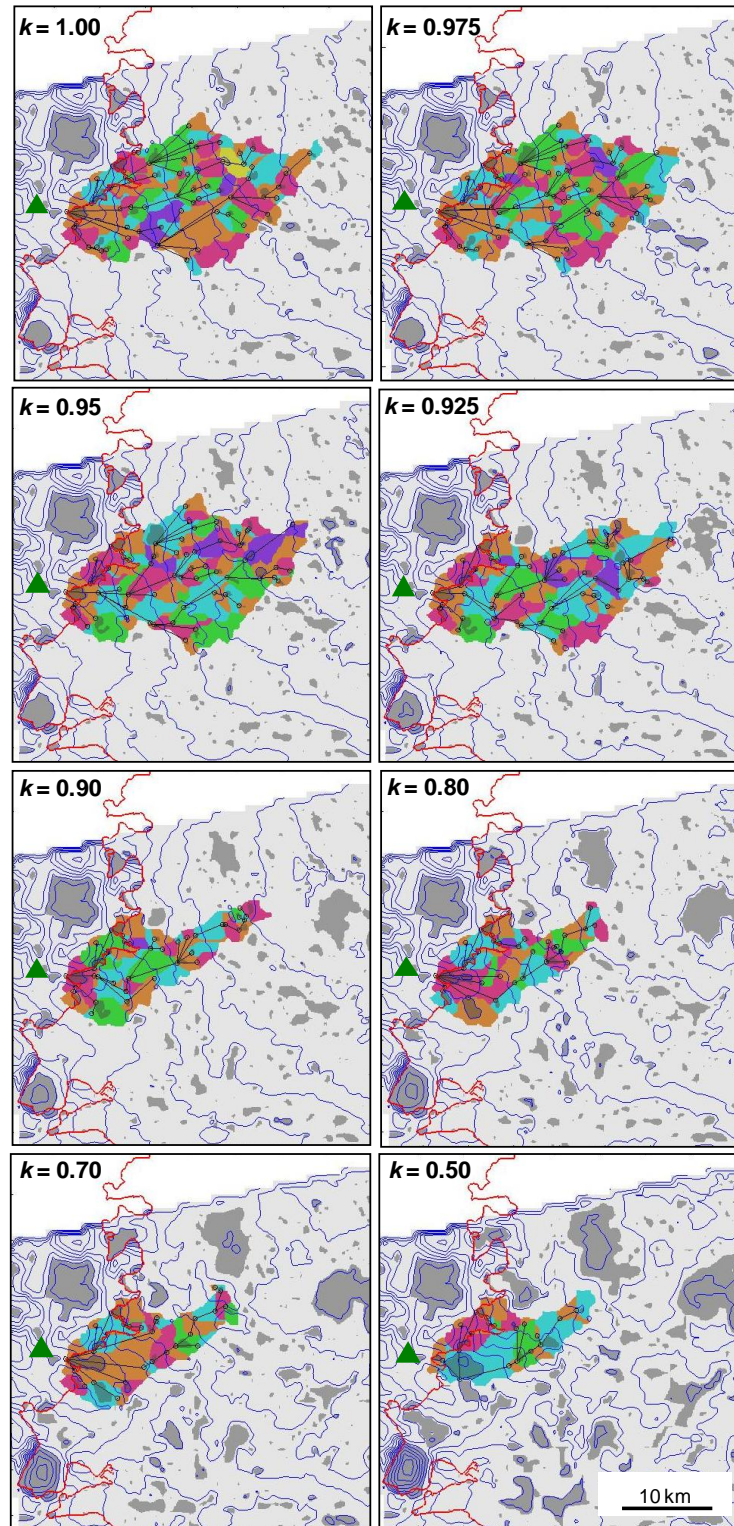 k = 1.00
k = 0.975
k = 0.95
k = 0.925
k = 0.90
k = 0.80
k = 0.70
k = 0.50
10 km